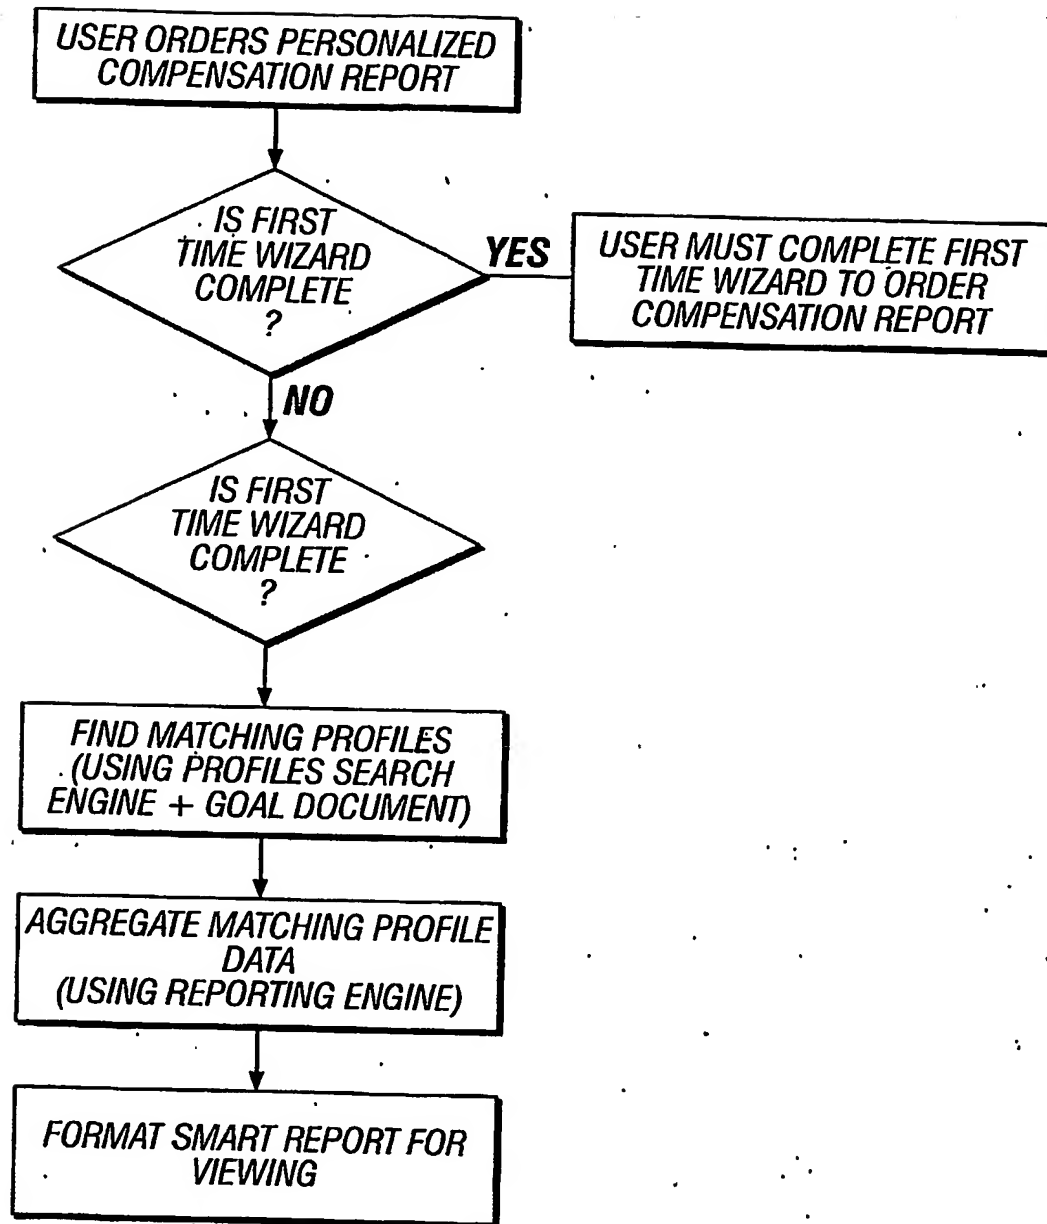 USER ORDERS PERSONALIZED
COMPENSATION REPORT
IS FIRST
TIME WIZARD
COMPLETE
?
YES
USER MUST COMPLETE FIRST
TIME WIZARD TO ORDER
COMPENSATION REPORT
NO
IS FIRST
TIME WIZARD
COMPLETE
?
FIND MATCHING PROFILES
(USING PROFILES SEARCH
ENGINE + GOAL DOCUMENT)
AGGREGATE MATCHING PROFILE
DATA
(USING REPORTING ENGINE)
FORMAT SMART REPORT FOR
VIEWING